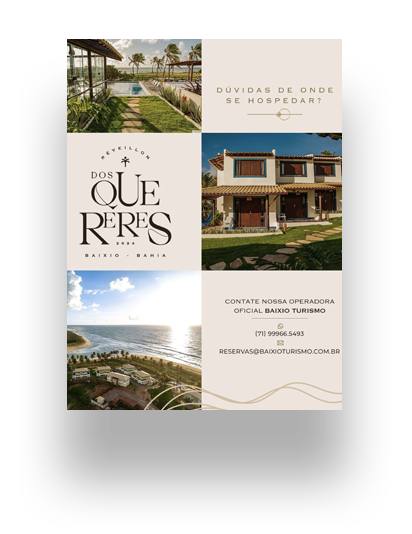 DÚVIDAS DE ONDE
SE HOSPEDAR?
RÉVEILLON
DOS
QUE
RERES
2024
BAIXIO - BAHIA
CONTATE NOSSA OPERADORA
OFICIAL BAIXIO TURISMO
(71) 99966.5493
RESERVAS@BAIXIOTURISMO.COM.BR